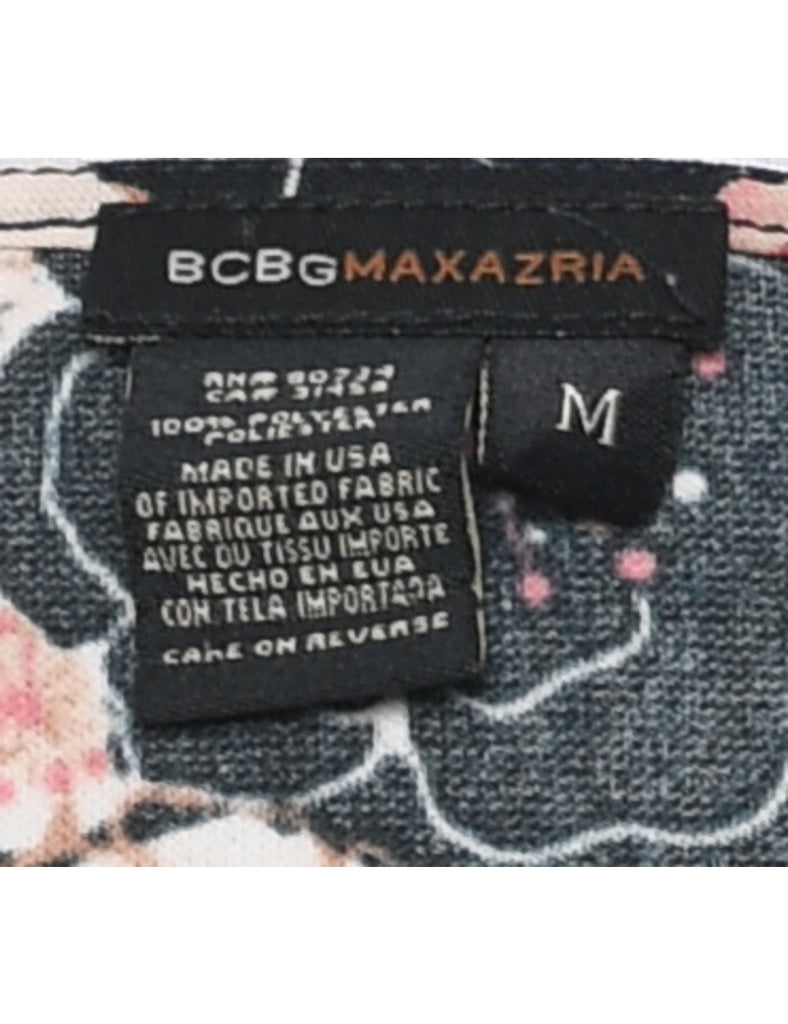 BCBGMAXAZRIA
M
100% POLYESTER
POLIESTER
MADE IN USA
OF IMPORTED FABRIC
FABRIQUE AUX USA
AVEC DU TISSU IMPORTE
HECHO EN EUA
CON TELA IMPORTADA
CARE ON REVERSE